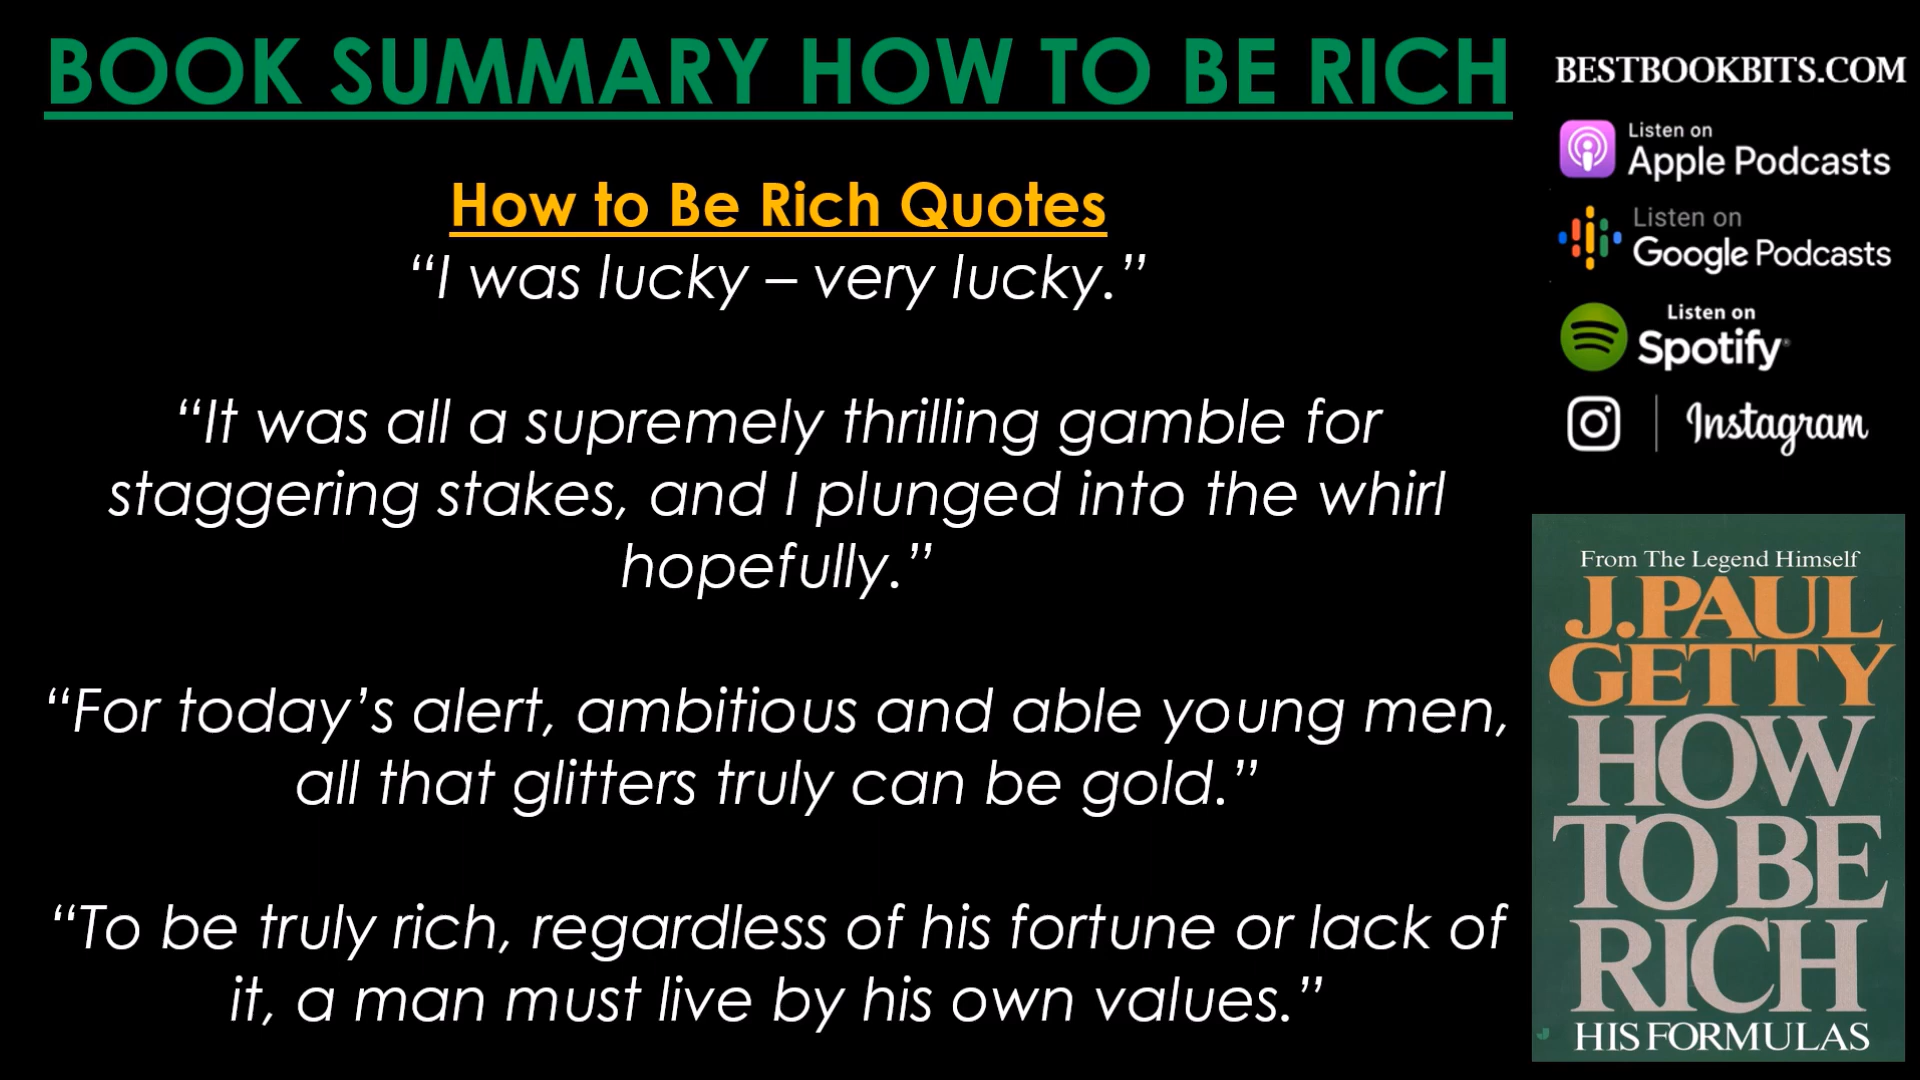 BOOK SUMMARY HOW TO BE RICH
How to Be Rich Quotes
“I was lucky – very lucky.”
“It was all a supremely thrilling gamble for
staggering stakes, and I plunged into the whirl
hopefully.”
“For today’s alert, ambitious and able young men,
all that glitters truly can be gold.”
“To be truly rich, regardless of his fortune or lack of
it, a man must live by his own values.”
BESTBOOKBITS.COM
Listen on
Apple Podcasts
Listen on
Google Podcasts
Listen on
Spotify
Instagram
From The Legend Himself
J. PAUL
GETTY
HOW
TO BE
RICH
HIS FORMULAS